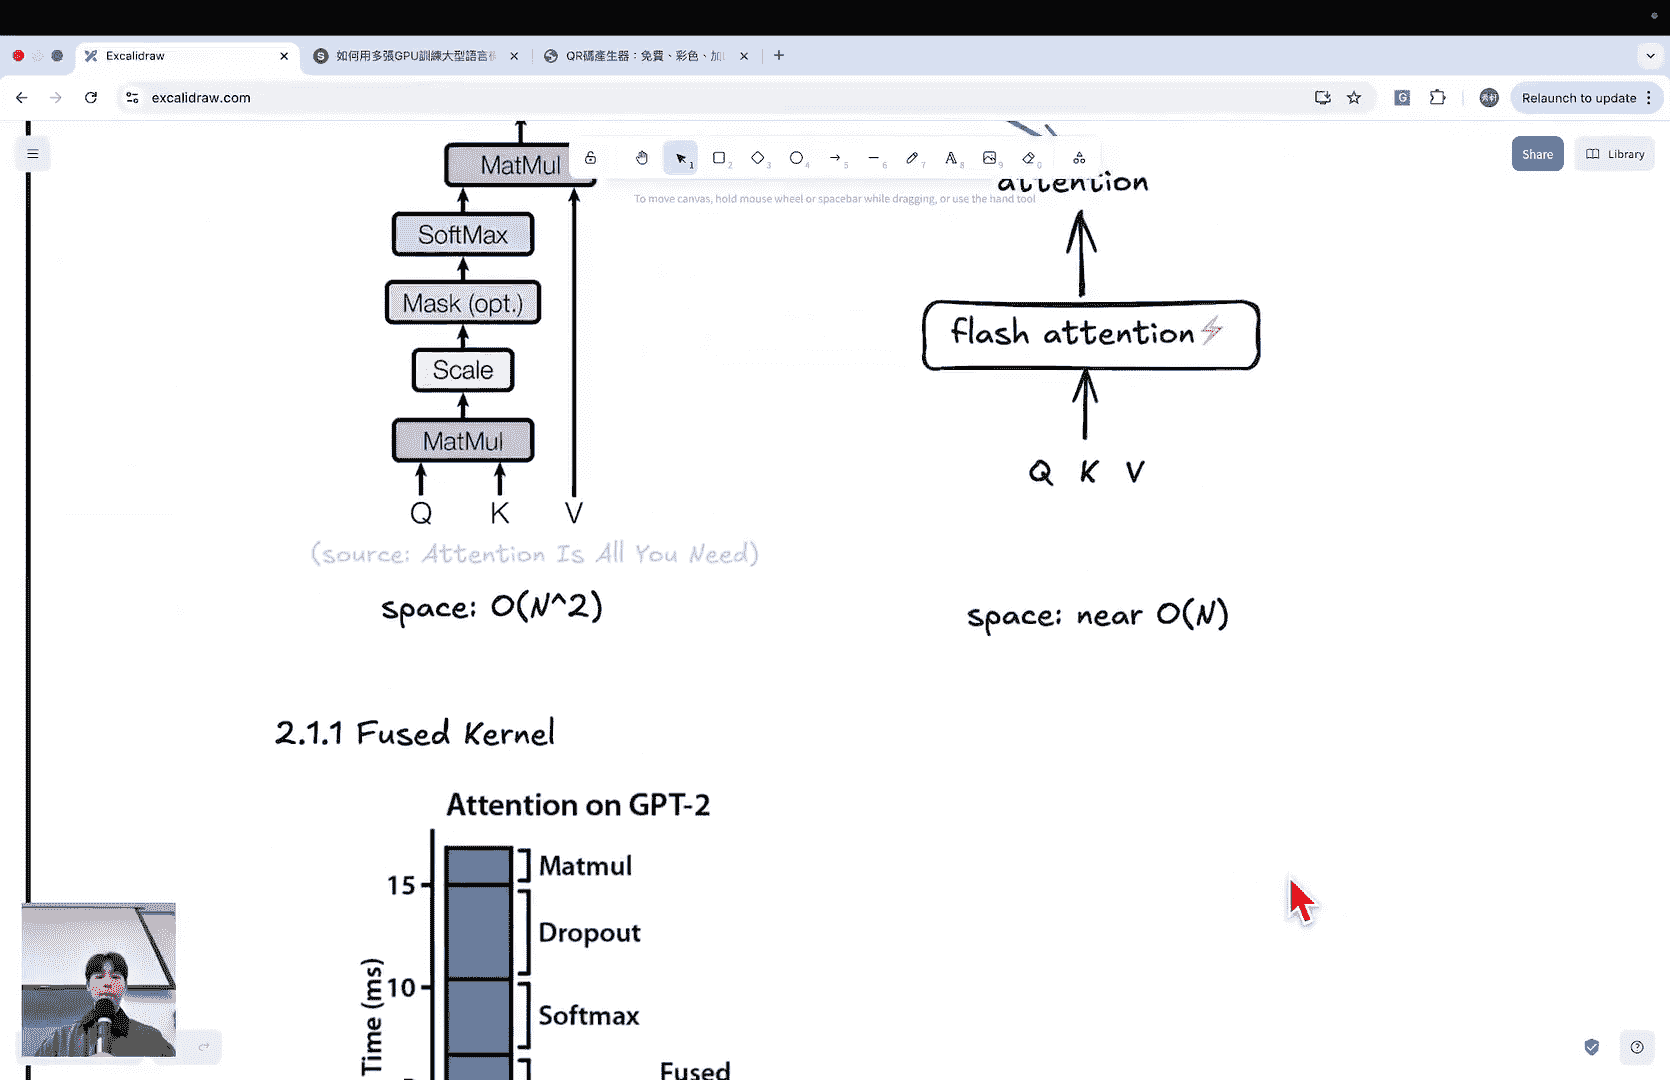 Excalidraw
如何用多張GPU訓練大型語言模
QR碼產生器：免費、彩色、加
excalidraw.com
Relaunch to update
Share
Library
To move canvas, hold mouse wheel or spacebar while dragging, or use the hand tool
MatMul
SoftMax
Mask (opt.)
Scale
MatMul
Q K V
(source: Attention Is All You Need)
space: O(N^2)
attention
flash attention
Q K V
space: near O(N)
2.1.1 Fused Kernel
Attention on GPT-2
Matmul
15
Dropout
10
Softmax
Time (ms)
Fused